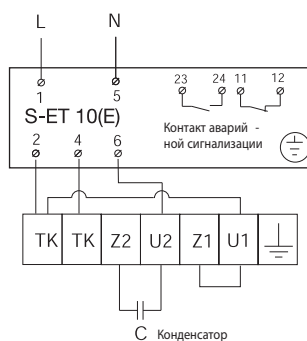 L N
1 5 23 24 11 12
S-ET 10(E)
Контакт аварий -
ной сигнализации
2 4 6
TK TK Z2 U2 Z1 U1
C Конденсатор